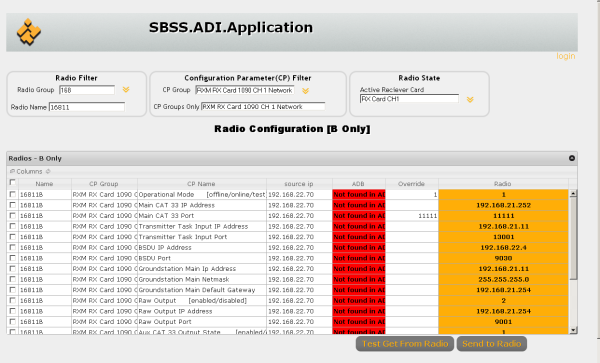 SBSS.ADI.Application
login
Radio Filter
Radio Group 168
Radio Name 16811
Configuration Parameter(CP) Filter
CP Group RXM RX Card 1090 CH 1 Network
CP Groups Only RXM RX Card 1090 CH 1 Network
Radio State
Active Reciever Card
RX Card CH1
Radio Configuration [B Only]
Radios - B Only
Columns
Name CP Group CP Name source ip ADB Override Radio
16811B RXM RX Card 1090 C Operational Mode [offline/online/test 192.168.22.70 Not found in AD 1 1
16811B RXM RX Card 1090 C Main CAT 33 IP Address 192.168.22.70 Not found in AD 192.168.21.252
16811B RXM RX Card 1090 C Main CAT 33 Port 192.168.22.70 Not found in AD 11111 11111
16811B RXM RX Card 1090 C Transmitter Task Input IP Address 192.168.22.70 Not found in AD 192.168.21.11
16811B RXM RX Card 1090 C Transmitter Task Input Port 192.168.22.70 Not found in AD 13001
16811B RXM RX Card 1090 C BSDU IP Address 192.168.22.70 Not found in AD 192.168.22.4
16811B RXM RX Card 1090 C BSDU Port 192.168.22.70 Not found in AD 9030
16811B RXM RX Card 1090 C Groundstation Main Ip Address 192.168.22.70 Not found in AD 192.168.21.11
16811B RXM RX Card 1090 C Groundstation Main Netmask 192.168.22.70 Not found in AD 255.255.255.0
16811B RXM RX Card 1090 C Groundstation Main Default Gateway 192.168.22.70 Not found in AD 192.168.21.254
16811B RXM RX Card 1090 C Raw Output [enabled/disabled] 192.168.22.70 Not found in AD 2
16811B RXM RX Card 1090 C Raw Output IP Address 192.168.22.70 Not found in AD 192.168.21.254
16811B RXM RX Card 1090 C Raw Output Port 192.168.22.70 Not found in AD 9001
16811B RXM RX Card 1090 C Aux CAT 33 Output State [enabled/ 192.168.22.70 Not found in AD 1
Test Get From Radio Send to Radio